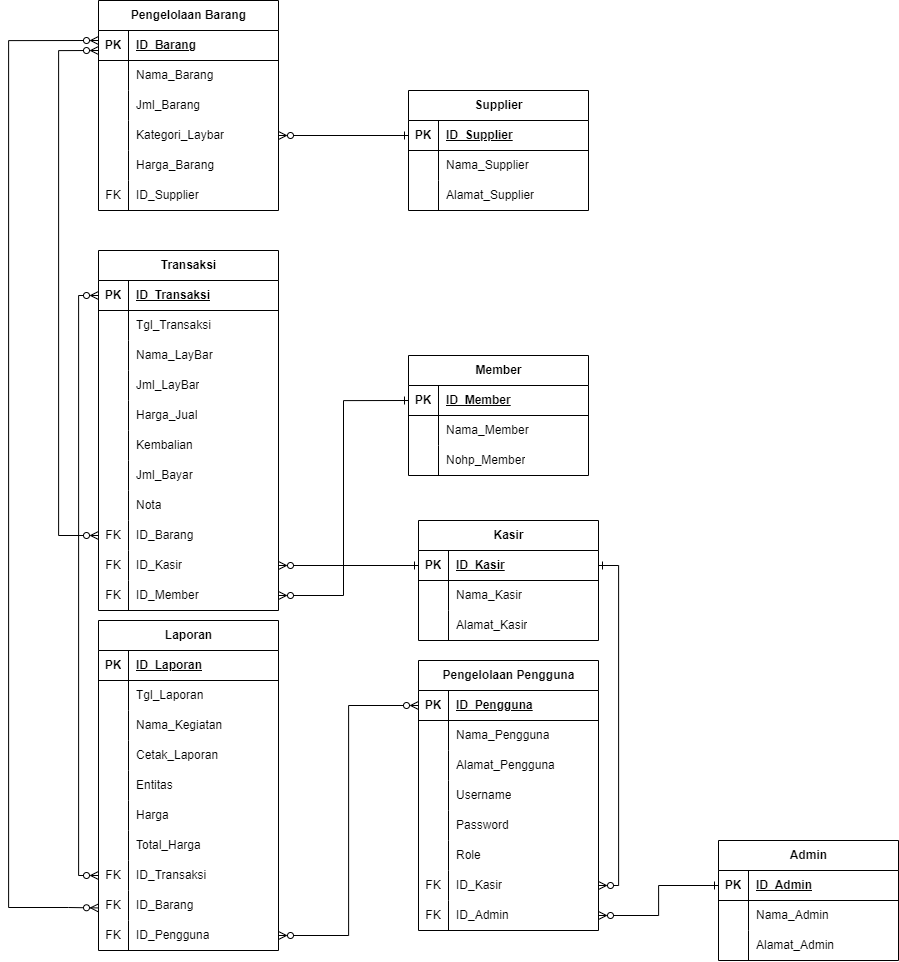 Pengelolaan Barang
PK ID_Barang
Nama_Barang
Jml_Barang
Kategori_Laybar
Harga_Barang
FK ID_Supplier
Supplier
PK ID_Supplier
Nama_Supplier
Alamat_Supplier
Transaksi
PK ID_Transaksi
Tgl_Transaksi
Nama_LayBar
Jml_LayBar
Harga_Jual
Kembalian
Jml_Bayar
Nota
FK ID_Barang
FK ID_Kasir
FK ID_Member
Member
PK ID_Member
Nama_Member
Nohp_Member
Kasir
PK ID_Kasir
Nama_Kasir
Alamat_Kasir
Laporan
PK ID_Laporan
Tgl_Laporan
Nama_Kegiatan
Cetak_Laporan
Entitas
Harga
Total_Harga
FK ID_Transaksi
FK ID_Barang
FK ID_Pengguna
Pengelolaan Pengguna
PK ID_Pengguna
Nama_Pengguna
Alamat_Pengguna
Username
Password
Role
FK ID_Kasir
FK ID_Admin
Admin
PK ID_Admin
Nama_Admin
Alamat_Admin